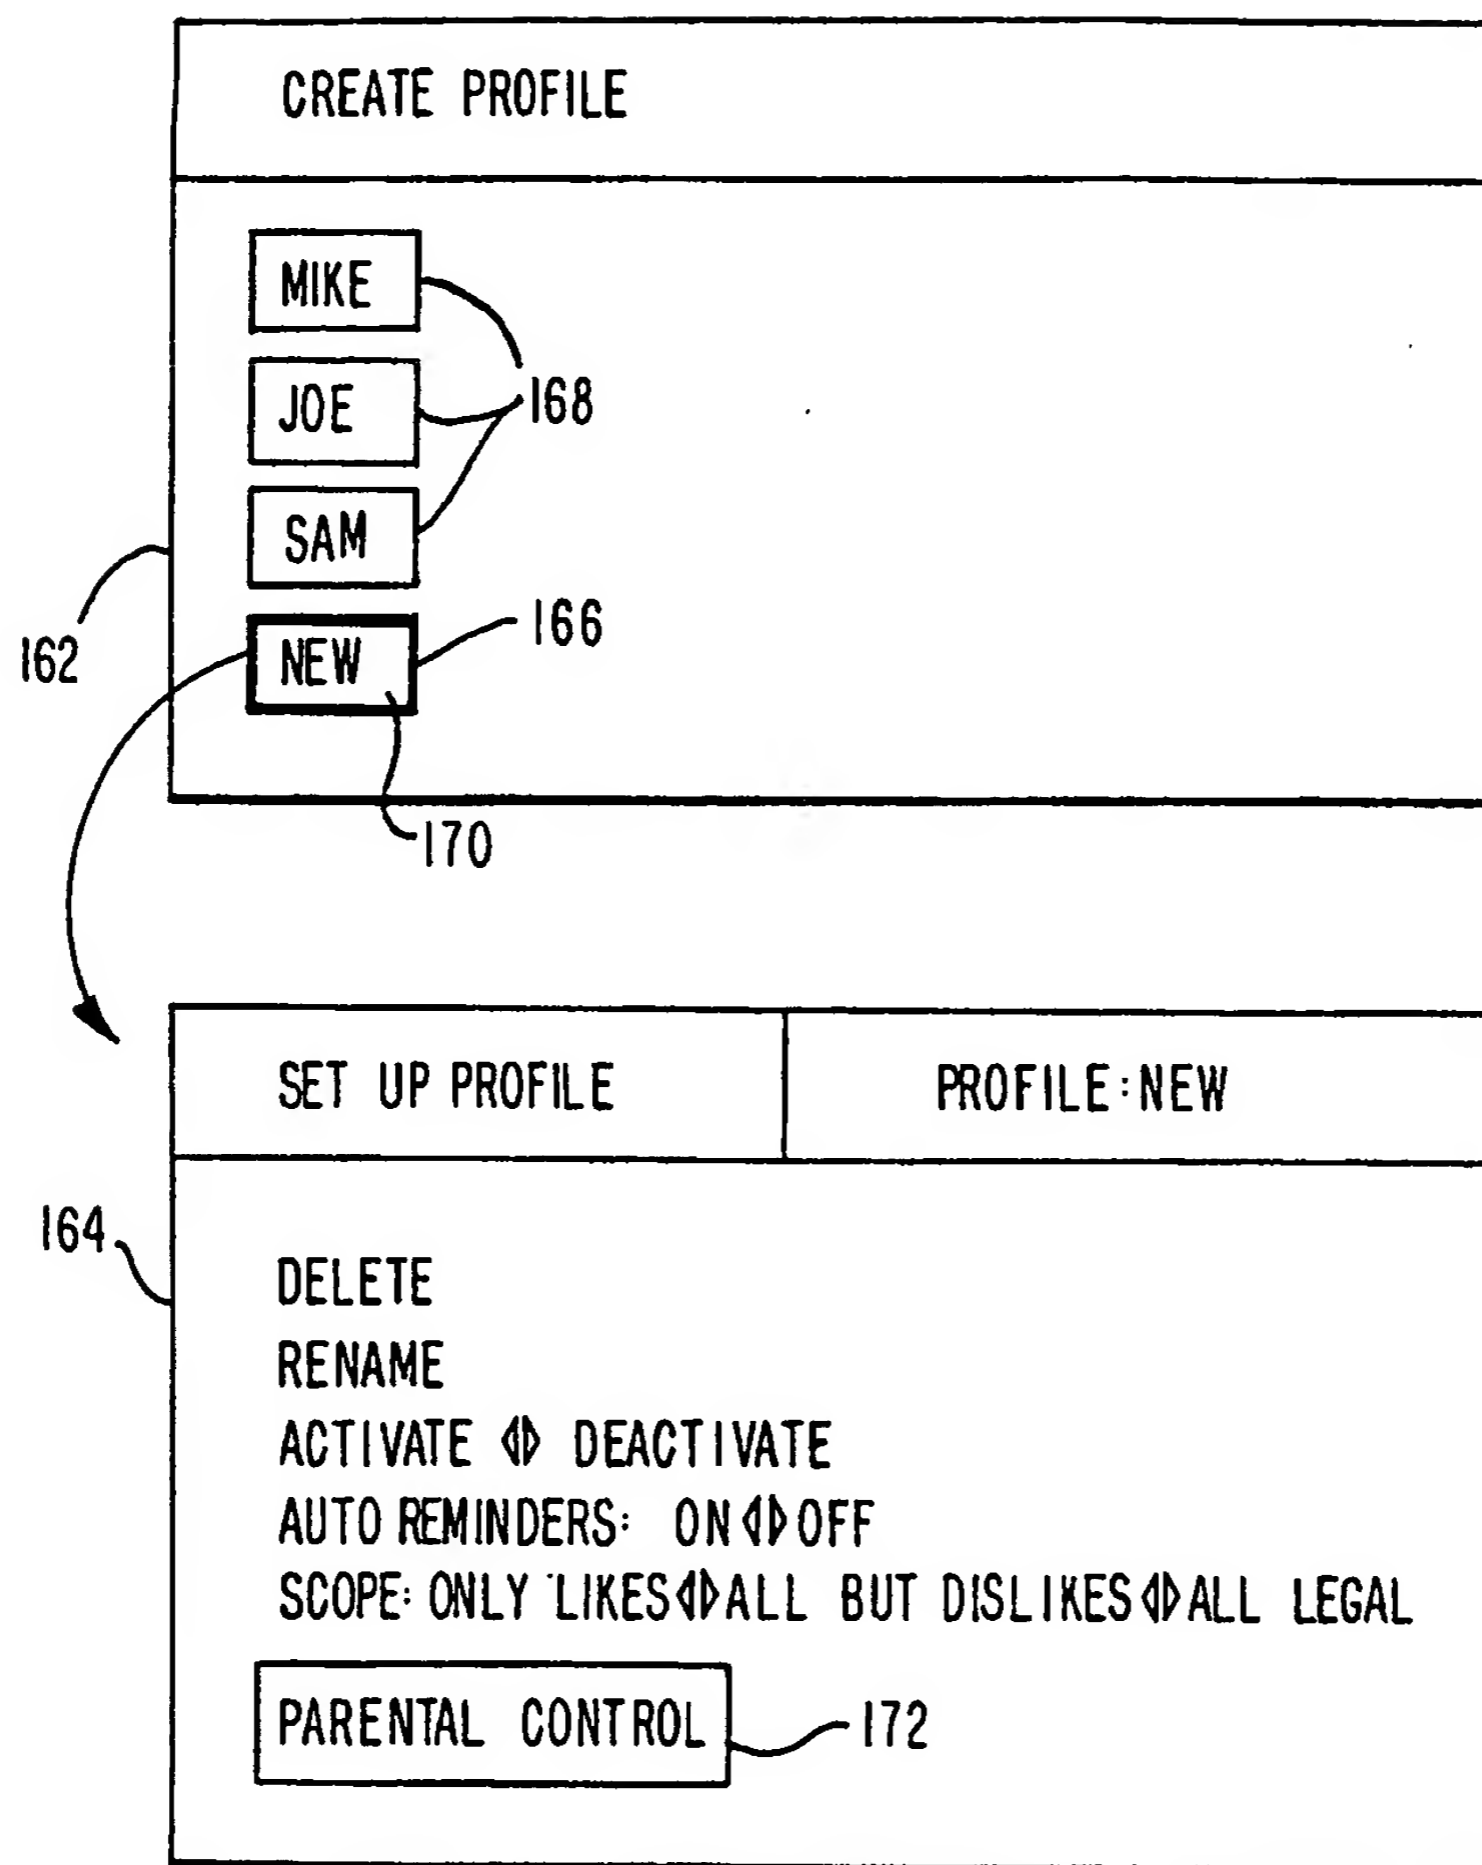 CREATE PROFILE
MIKE
JOE
168
SAM
162
NEW
166
170
SET UP PROFILE
PROFILE:NEW
164
DELETE
RENAME
ACTIVATE ◁▷ DEACTIVATE
AUTO REMINDERS: ON◁▷OFF
SCOPE: ONLY LIKES◁▷ALL BUT DISLIKES◁▷ALL LEGAL
PARENTAL CONTROL
172